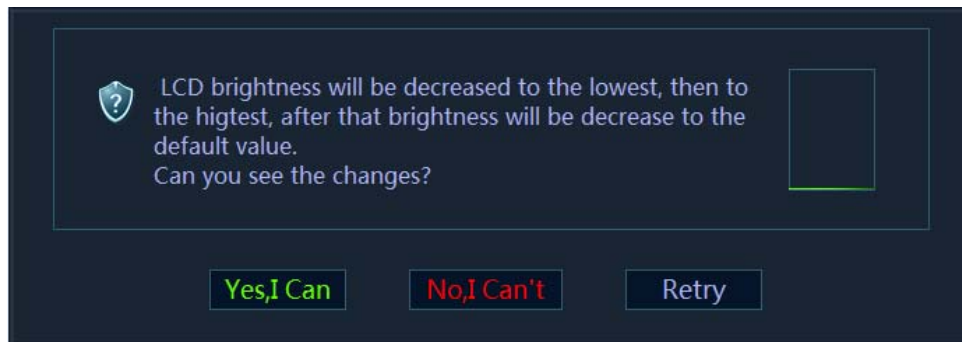 LCD brightness will be decreased to the lowest, then to
the higtest, after that brightness will be decrease to the
default value.
Can you see the changes?
Yes,I Can
No,I Can't
Retry